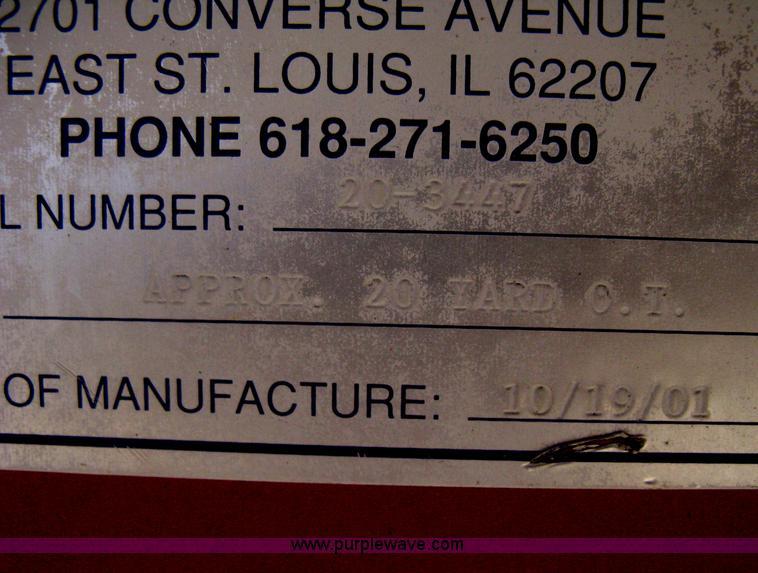 2701 CONVERSE AVENUE
EAST ST. LOUIS, IL 62207
PHONE 618-271-6250
L NUMBER: 20-3447
APPROX. 20 YARD O.T.
OF MANUFACTURE: 10/19/01
www.purplewave.com